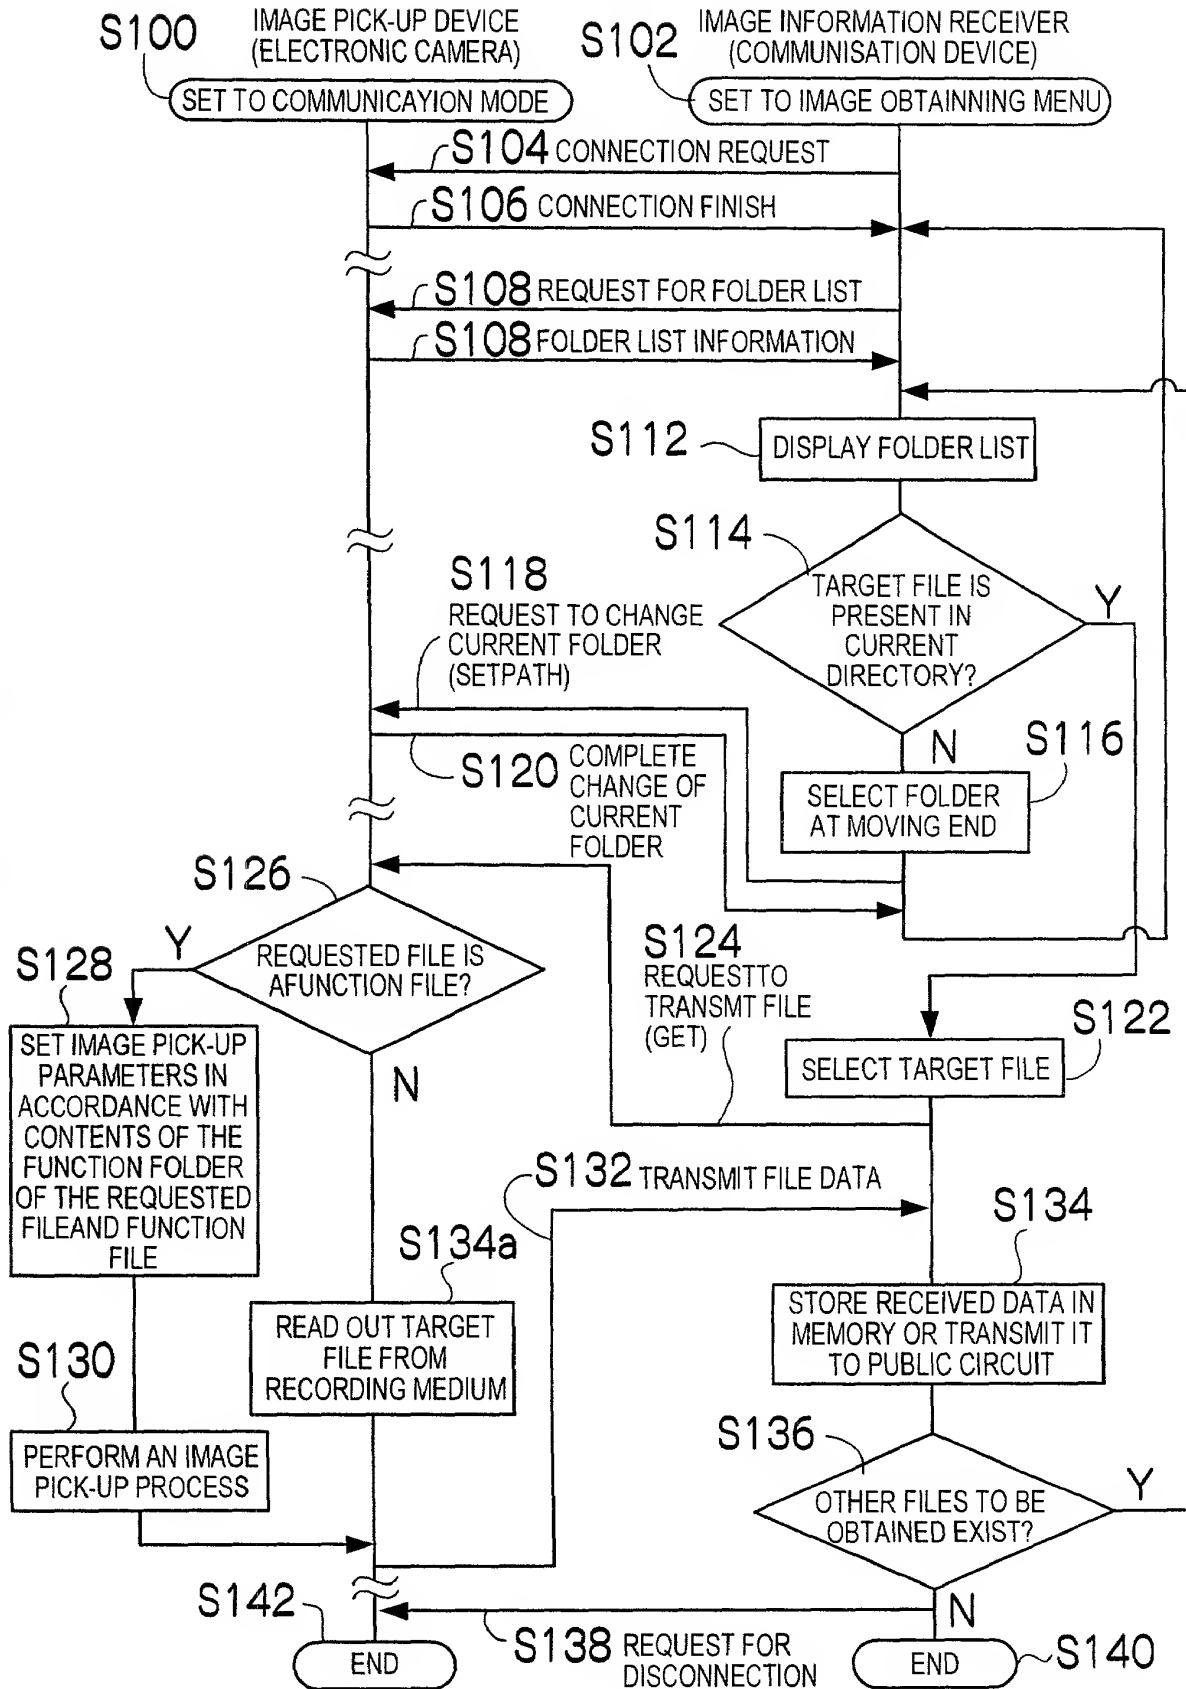 S100
IMAGE PICK-UP DEVICE
(ELECTRONIC CAMERA)
S102
IMAGE INFORMATION RECEIVER
(COMMUNISATION DEVICE)
SET TO COMMUNICAYION MODE
SET TO IMAGE OBTAINNING MENU
S104 CONNECTION REQUEST
S106 CONNECTION FINISH
S108 REQUEST FOR FOLDER LIST
S108 FOLDER LIST INFORMATION
S112
DISPLAY FOLDER LIST
S114
TARGET FILE IS
PRESENT IN
CURRENT
DIRECTORY?
Y
N
S118
REQUEST TO CHANGE
CURRENT FOLDER
(SETPATH)
S116
SELECT FOLDER
AT MOVING END
S120 COMPLETE
CHANGE OF
CURRENT
FOLDER
S126
REQUESTED FILE IS
AFUNCTION FILE?
Y
N
S124
REQUESTTO
TRANSMT FILE
(GET)
S122
SELECT TARGET FILE
S128
SET IMAGE PICK-UP
PARAMETERS IN
ACCORDANCE WITH
CONTENTS OF THE
FUNCTION FOLDER
OF THE REQUESTED
FILEAND FUNCTION
FILE
S132 TRANSMIT FILE DATA
S134a
READ OUT TARGET
FILE FROM
RECORDING MEDIUM
S134
STORE RECEIVED DATA IN
MEMORY OR TRANSMIT IT
TO PUBLIC CIRCUIT
S130
PERFORM AN IMAGE
PICK-UP PROCESS
S136
OTHER FILES TO BE
OBTAINED EXIST?
Y
N
S142
END
S138 REQUEST FOR
DISCONNECTION
END
S140